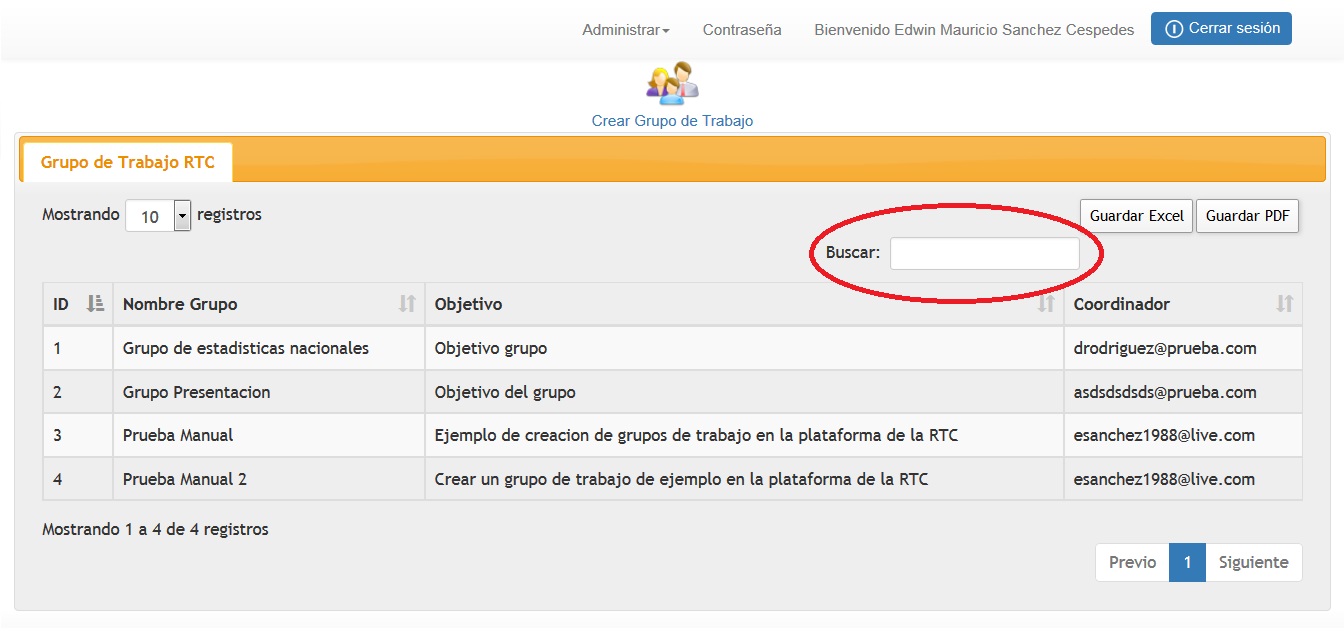 Administrar Contraseña Bienvenido Edwin Mauricio Sanchez Cespedes Cerrar sesión
Crear Grupo de Trabajo
Grupo de Trabajo RTC
Mostrando 10 registros
Guardar Excel Guardar PDF
Buscar:
ID Nombre Grupo Objetivo Coordinador
1 Grupo de estadisticas nacionales Objetivo grupo drodriguez@prueba.com
2 Grupo Presentacion Objetivo del grupo asdsdsdsds@prueba.com
3 Prueba Manual Ejemplo de creacion de grupos de trabajo en la plataforma de la RTC esanchez1988@live.com
4 Prueba Manual 2 Crear un grupo de trabajo de ejemplo en la plataforma de la RTC esanchez1988@live.com
Mostrando 1 a 4 de 4 registros
Previo 1 Siguiente